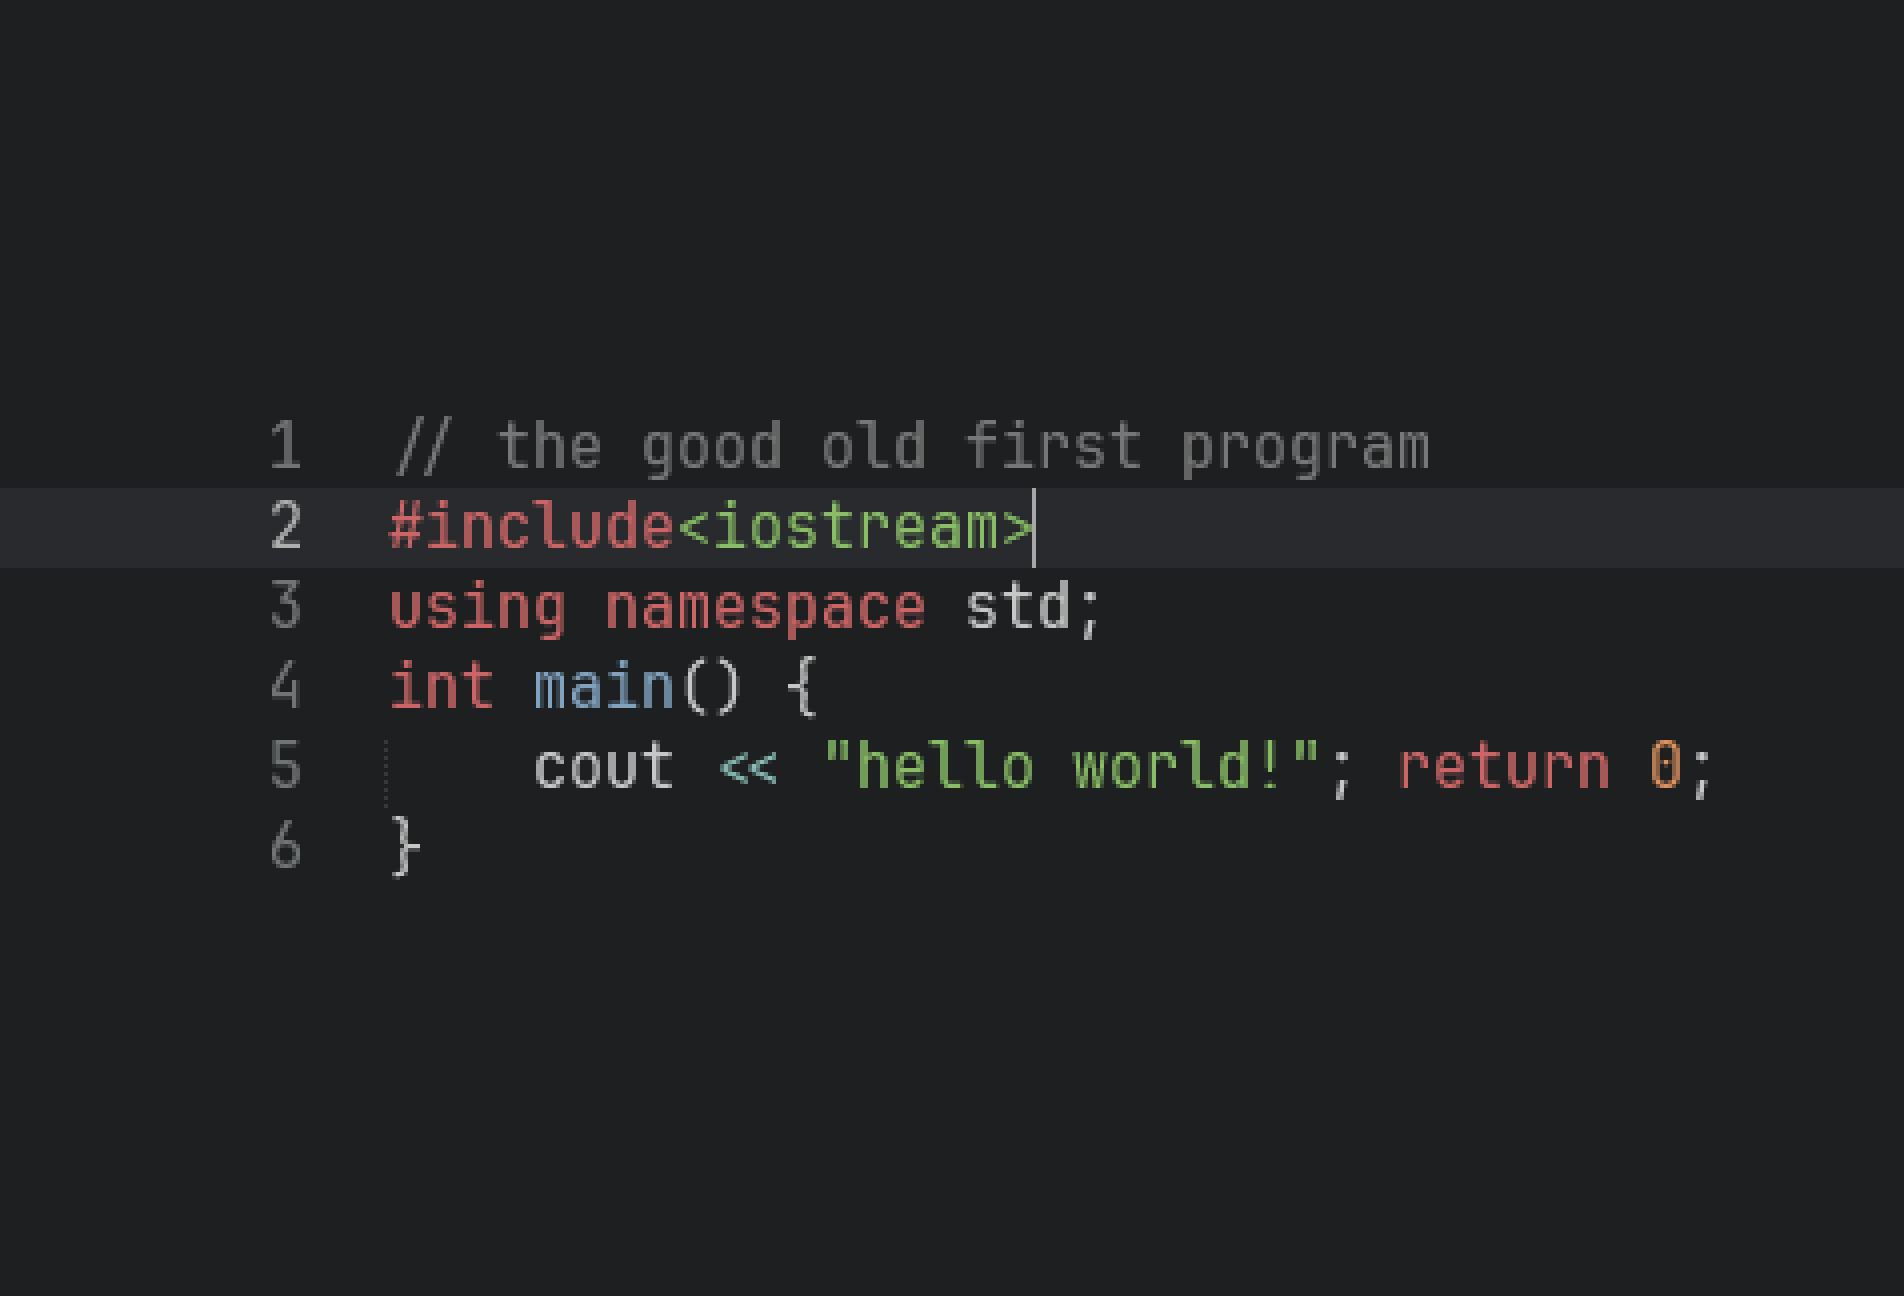 1 // the good old first program
2 #include<iostream>
3 using namespace std;
4 int main() {
5     cout << "hello world!"; return 0;
6 }